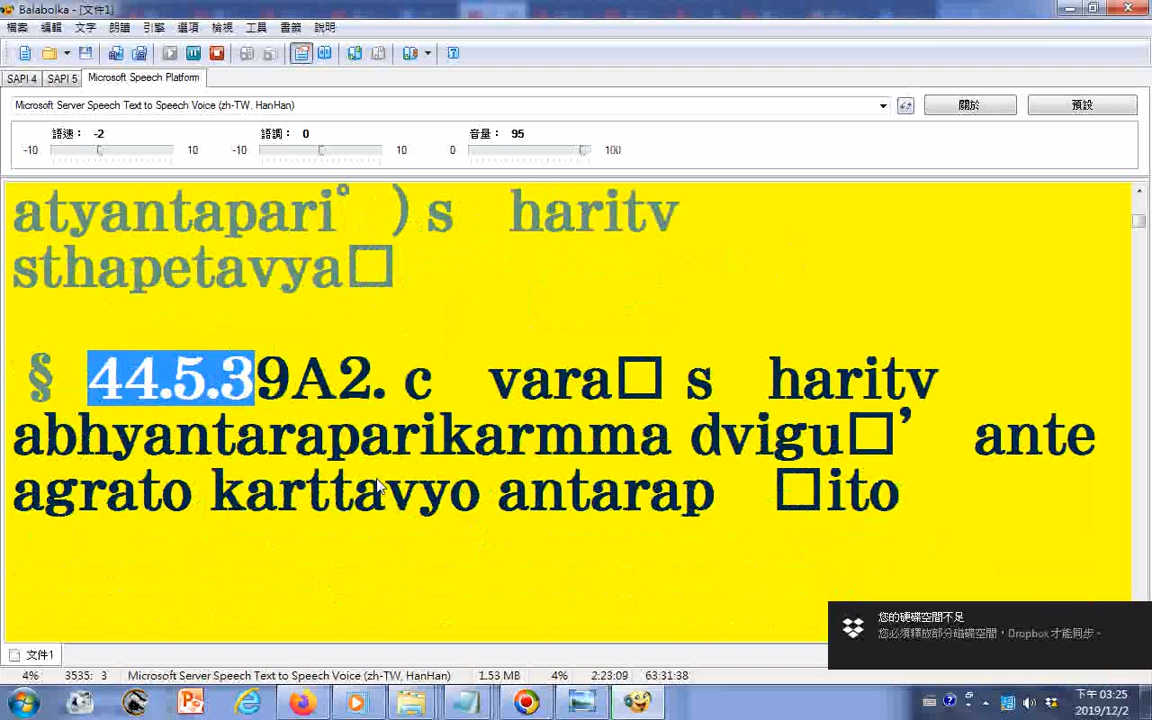 Balabolka - [文件1]
檔案 編輯 文字 朗讀 引擎 選項 檢視 工具 書籤 說明
SAPI 4 SAPI 5 Microsoft Speech Platform
Microsoft Server Speech Text to Speech Voice (zh-TW, HanHan)
關於 預設
語速： -2 語調： 0 音量： 95
-10 10 -10 10 0 100
atyantapari° ) s haritv
sthapetavya□
§ 44.5.39A2. c vara□ s haritv
abhyantaraparikarmma dvigu□’ ante
agrato karttavyo antarap □ito
您的硬碟空間不足
您必須釋放部分磁碟空間，Dropbox 才能同步。
文件1
4% 3535: 3 Microsoft Server Speech Text to Speech Voice (zh-TW, HanHan) 1.53 MB 4% 2:23:09 63:31:38
下午 03:25
2019/12/2